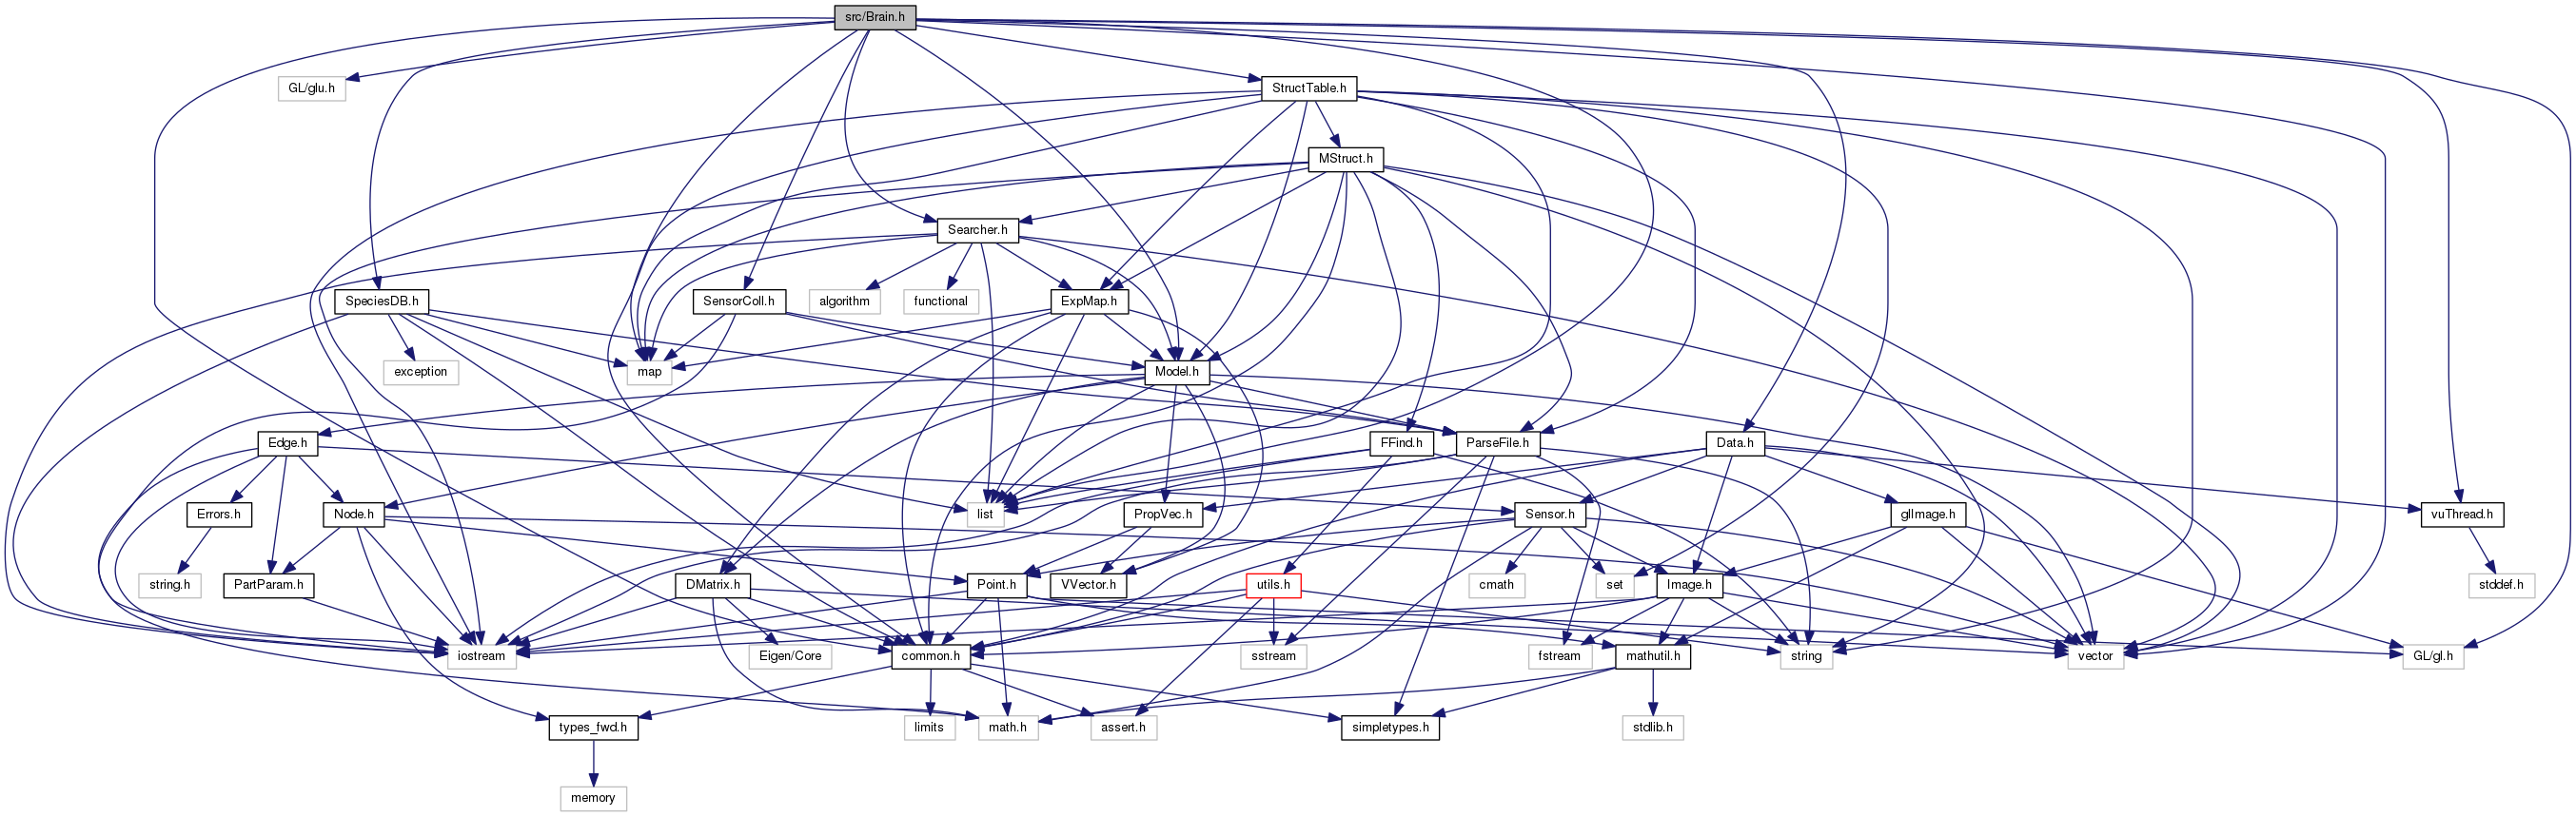 src/Brain.h
GL/glu.h
StructTable.h
MStruct.h
Searcher.h
SpeciesDB.h
SensorColl.h
algorithm
functional
ExpMap.h
exception
map
Model.h
Edge.h
FFind.h
ParseFile.h
Data.h
Errors.h
Node.h
list
PropVec.h
Sensor.h
glImage.h
vuThread.h
string.h
PartParam.h
DMatrix.h
Point.h
VVector.h
utils.h
cmath
set
Image.h
stddef.h
iostream
Eigen/Core
common.h
sstream
fstream
mathutil.h
string
vector
GL/gl.h
types_fwd.h
limits
math.h
assert.h
simpletypes.h
stdlib.h
memory